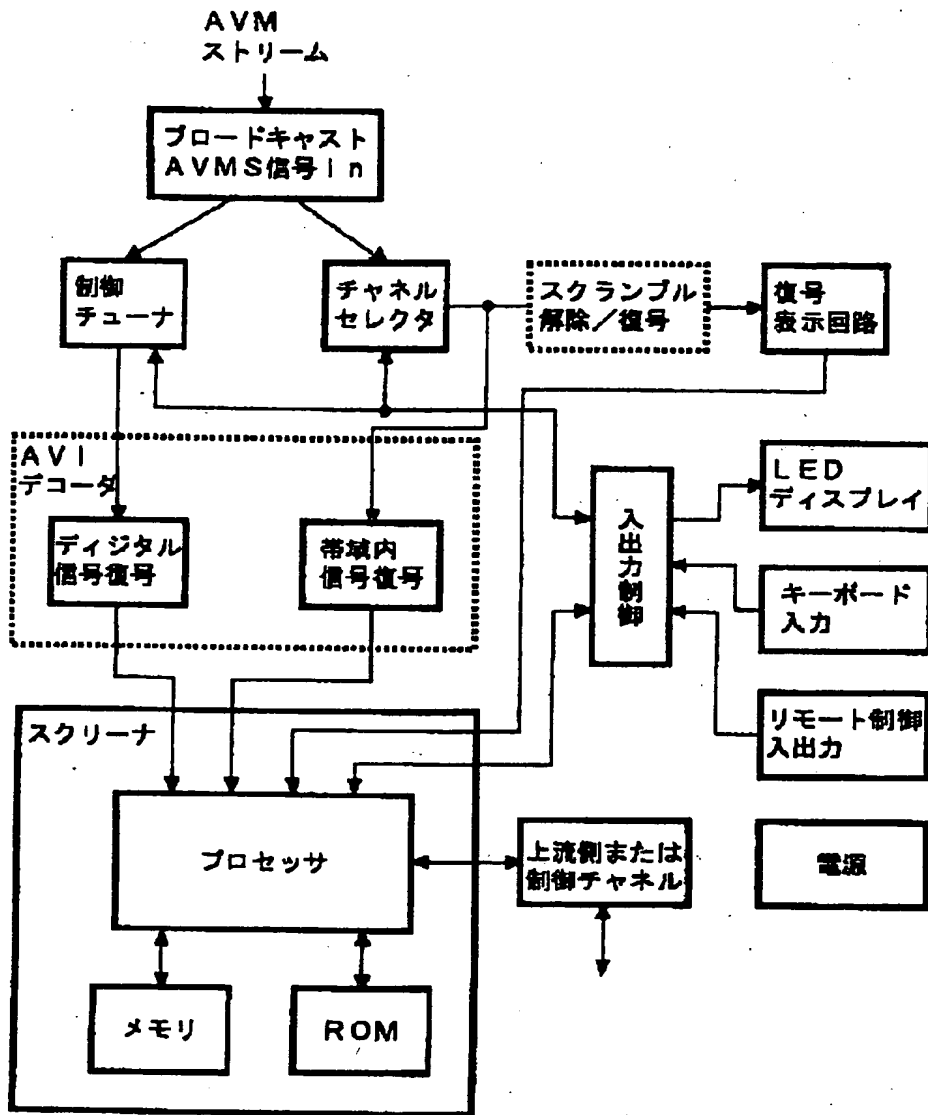 AVM
ストリーム
ブロードキャスト
AVMS信号In
制御
チューナ
チャネル
セレクタ
スクランブル
解除/復号
復号
表示回路
AVI
デコーダ
ディジタル
信号復号
帯域内
信号復号
入出力制御
LED
ディスプレイ
キーボード
入力
リモート制御
入出力
スクリーナ
プロセッサ
上流側または
制御チャネル
電源
メモリ
ROM